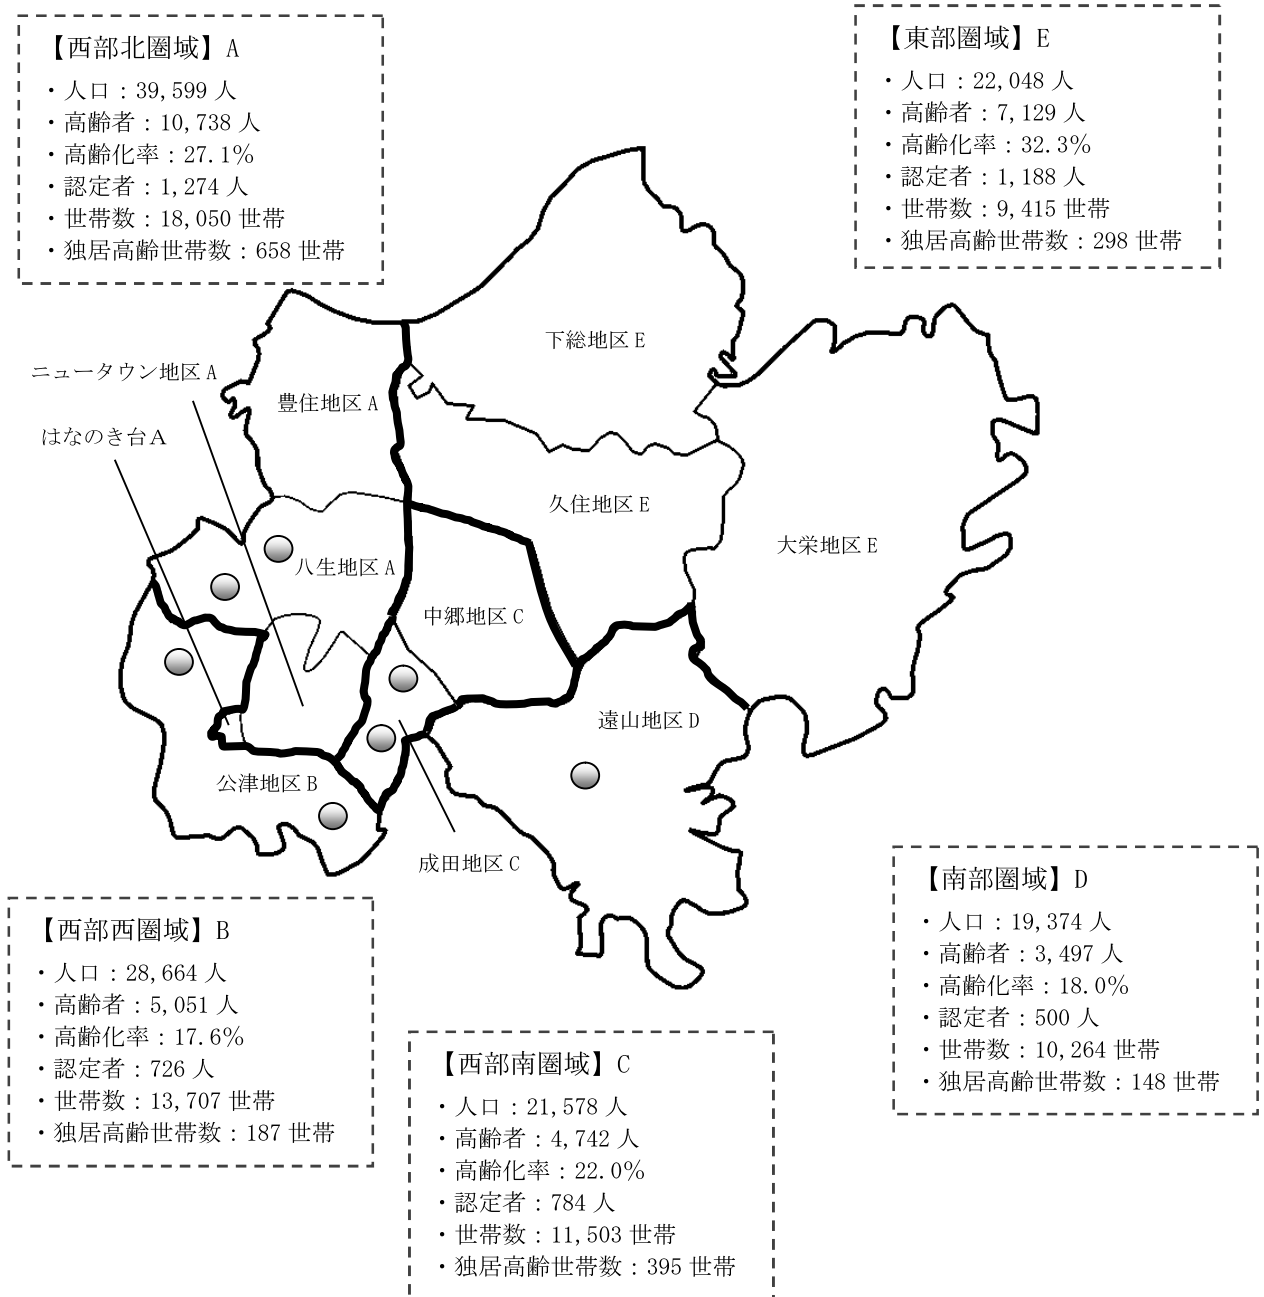 【西部北圏域】A
・人口：39,599 人
・高齢者：10,738 人
・高齢化率：27.1％
・認定者：1,274 人
・世帯数：18,050 世帯
・独居高齢世帯数：658 世帯
【東部圏域】E
・人口：22,048 人
・高齢者：7,129 人
・高齢化率：32.3％
・認定者：1,188 人
・世帯数：9,415 世帯
・独居高齢世帯数：298 世帯
下総地区 E
ニュータウン地区 A
豊住地区 A
はなのき台Ａ
久住地区 E
大栄地区 E
八生地区 A
中郷地区 C
遠山地区 D
公津地区 B
成田地区 C
【南部圏域】D
・人口：19,374 人
・高齢者：3,497 人
・高齢化率：18.0％
・認定者：500 人
・世帯数：10,264 世帯
・独居高齢世帯数：148 世帯
【西部西圏域】B
・人口：28,664 人
・高齢者：5,051 人
・高齢化率：17.6％
・認定者：726 人
・世帯数：13,707 世帯
・独居高齢世帯数：187 世帯
【西部南圏域】C
・人口：21,578 人
・高齢者：4,742 人
・高齢化率：22.0％
・認定者：784 人
・世帯数：11,503 世帯
・独居高齢世帯数：395 世帯